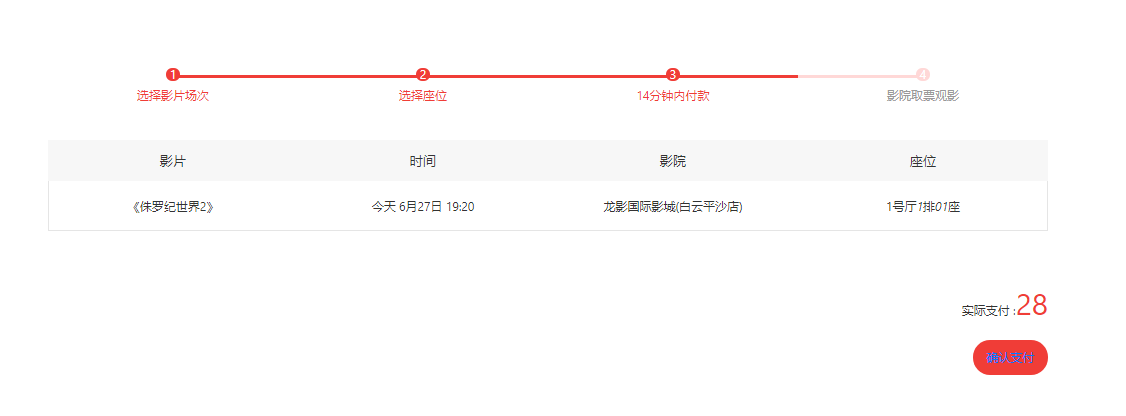 1 2 3 4
选择影片场次 选择座位 14分钟内付款 影院取票观影
影片 时间 影院 座位
《侏罗纪世界2》 今天 6月27日 19:20 龙影国际影城(白云平沙店) 1号厅1排01座
实际支付 :28
确认支付